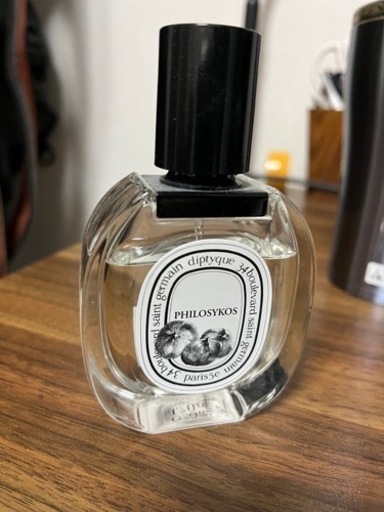 34 boulevard saint germain diptyque 34 boulevard saint germain
PHILOSYKOS
paris 5e